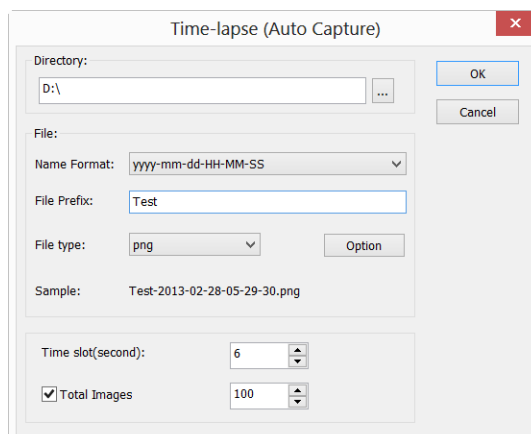 Time-lapse (Auto Capture)
Directory:
D:\
...
OK
Cancel
File:
Name Format: yyyy-mm-dd-HH-MM-SS
File Prefix: Test
File type: png Option
Sample: Test-2013-02-28-05-29-30.png
Time slot(second): 6
Total Images 100